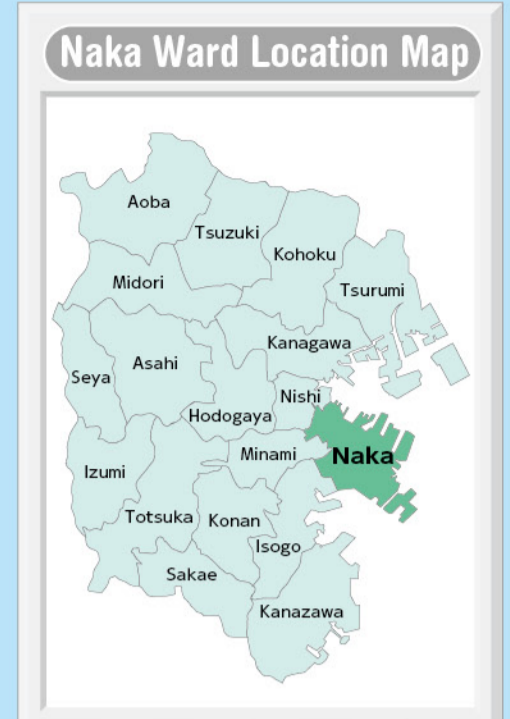 Naka Ward Location Map
Aoba
Tsuzuki
Kohoku
Midori
Tsurumi
Kanagawa
Asahi
Seya
Nishi
Hodogaya
Minami
Naka
Izumi
Totsuka
Konan
Isogo
Sakae
Kanazawa